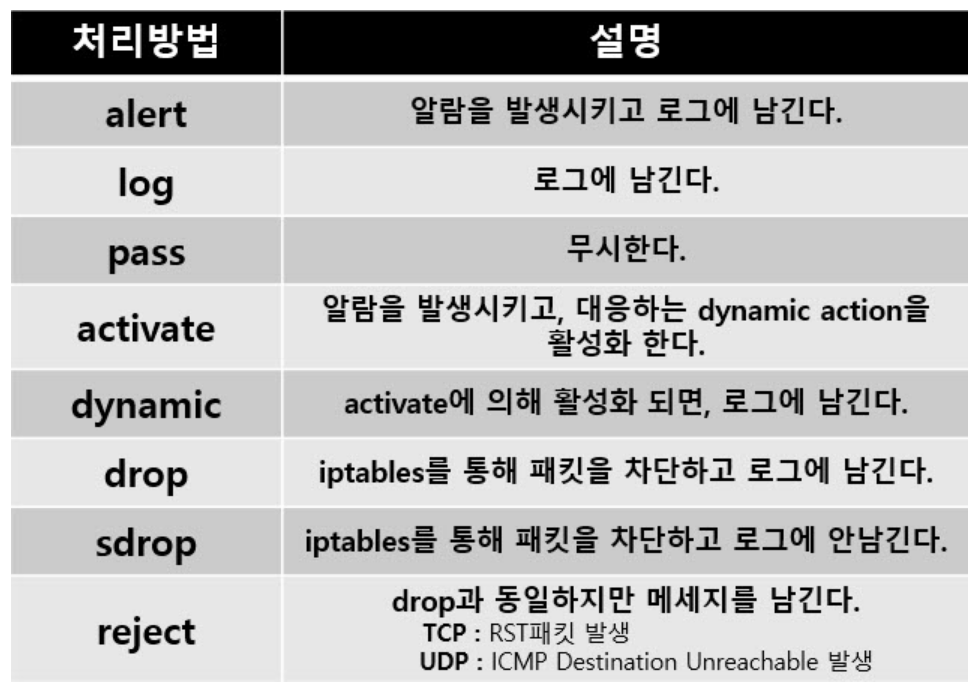 처리방법 설명
alert 알람을 발생시키고 로그에 남긴다.
log 로그에 남긴다.
pass 무시한다.
activate 알람을 발생시키고, 대응하는 dynamic action을
활성화 한다.
dynamic activate에 의해 활성화 되면, 로그에 남긴다.
drop iptables를 통해 패킷을 차단하고 로그에 남긴다.
sdrop iptables를 통해 패킷을 차단하고 로그에 안남긴다.
reject drop과 동일하지만 메세지를 남긴다.
TCP : RST패킷 발생
UDP : ICMP Destination Unreachable 발생